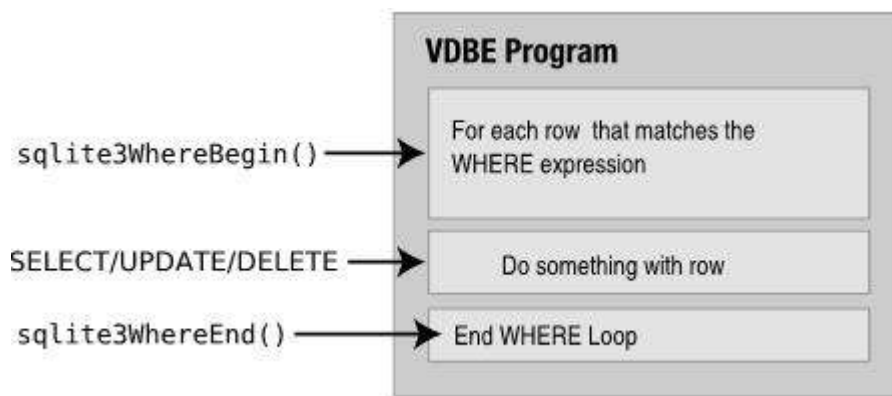 VDBE Program
For each row that matches the
WHERE expression
sqlite3WhereBegin()
SELECT/UPDATE/DELETE
Do something with row
sqlite3WhereEnd()
End WHERE Loop